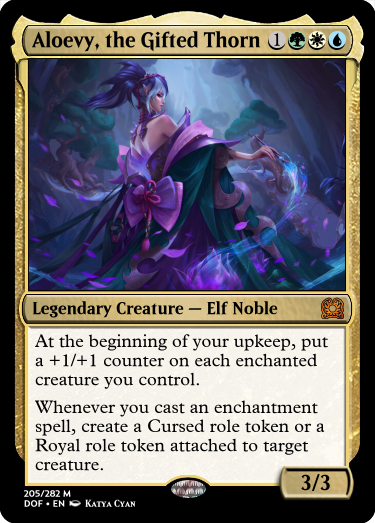 Aloevy, the Gifted Thorn 1
Legendary Creature — Elf Noble
At the beginning of your upkeep, put
a +1/+1 counter on each enchanted
creature you control.
Whenever you cast an enchantment
spell, create a Cursed role token or a
Royal role token attached to target
creature.
3/3
205/282 M
DOF • EN Katya Cyan